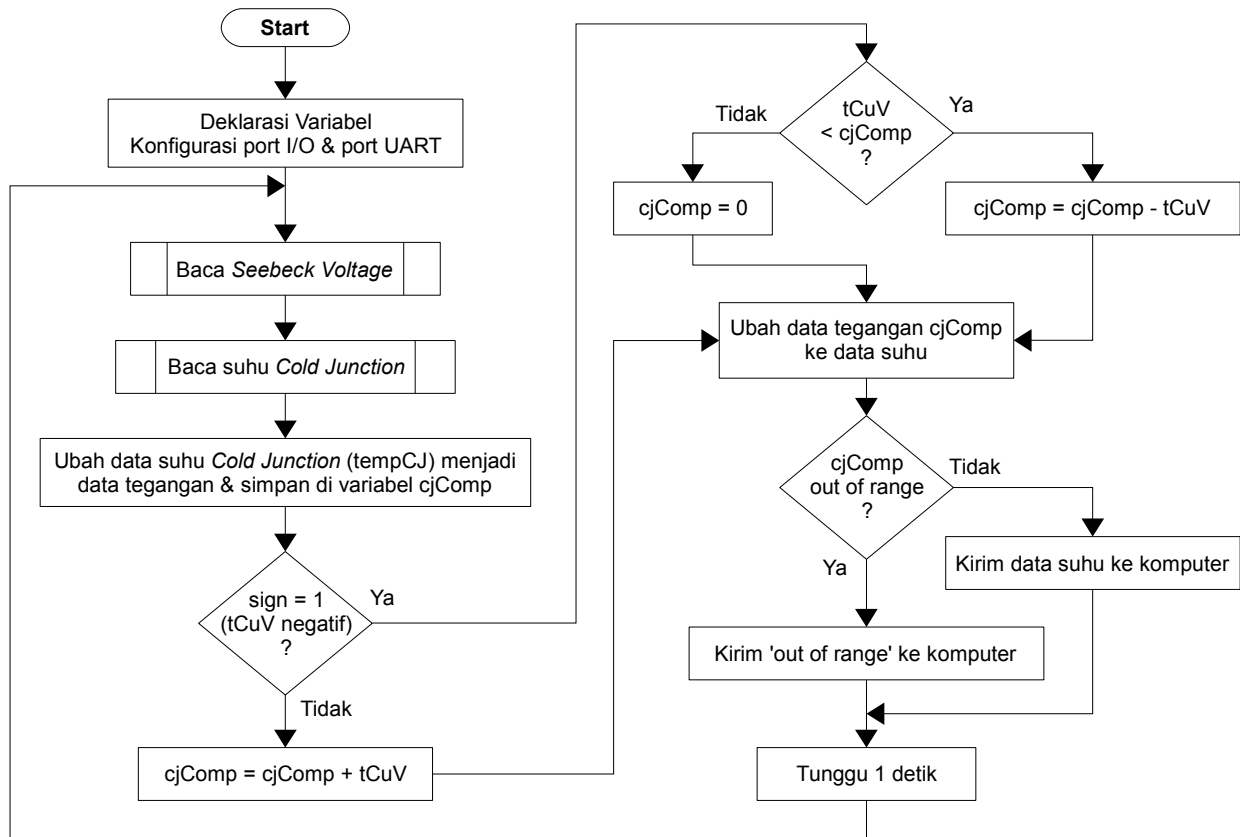 Start
Deklarasi Variabel
Konfigurasi port I/O & port UART
Baca Seebeck Voltage
Baca suhu Cold Junction
Ubah data suhu Cold Junction (tempCJ) menjadi
data tegangan & simpan di variabel cjComp
sign = 1
(tCuV negatif)
?
Ya
Tidak
cjComp = cjComp + tCuV
tCuV
< cjComp
?
Tidak
Ya
cjComp = 0
cjComp = cjComp - tCuV
Ubah data tegangan cjComp
ke data suhu
cjComp
out of range
?
Tidak
Ya
Kirim data suhu ke komputer
Kirim 'out of range' ke komputer
Tunggu 1 detik